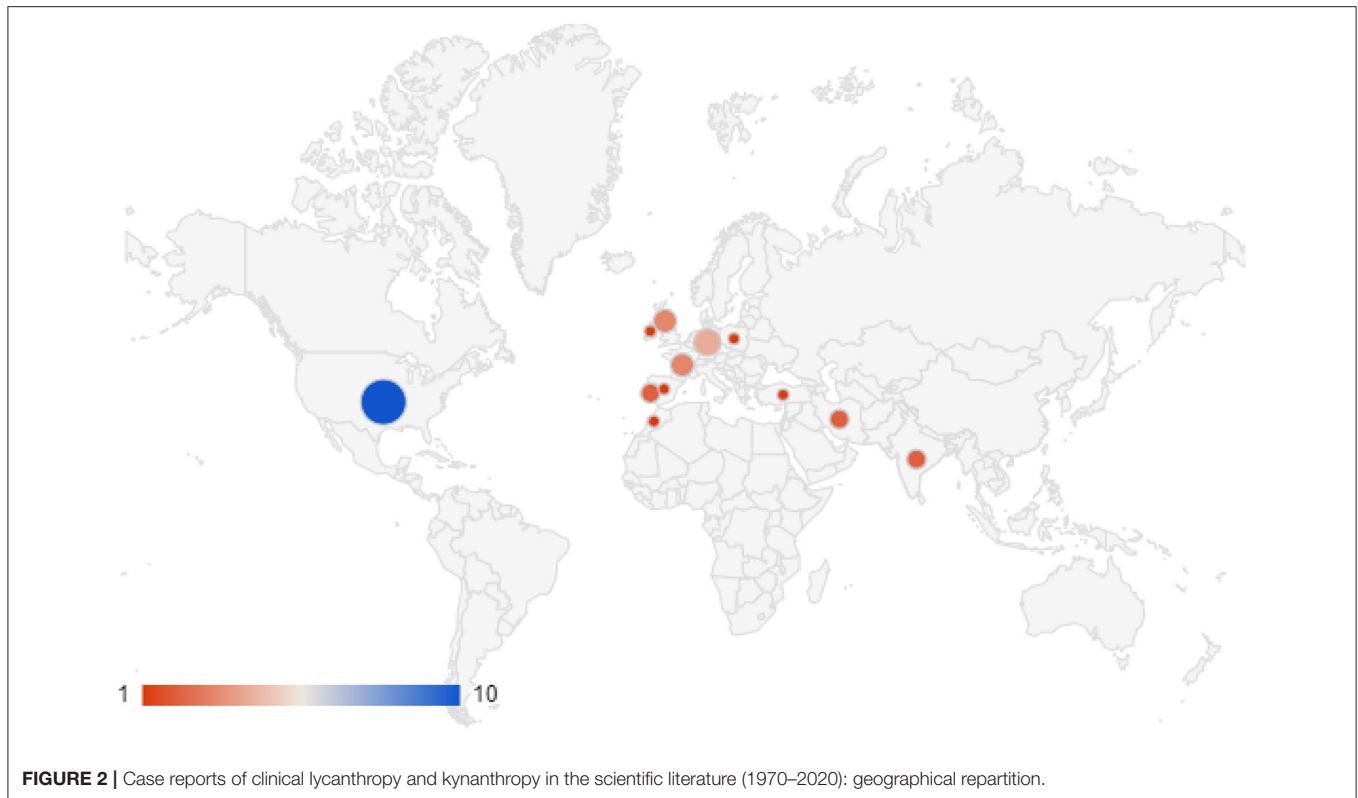 1 10
FIGURE 2 | Case reports of clinical lycanthropy and kynanthropy in the scientific literature (1970–2020): geographical repartition.